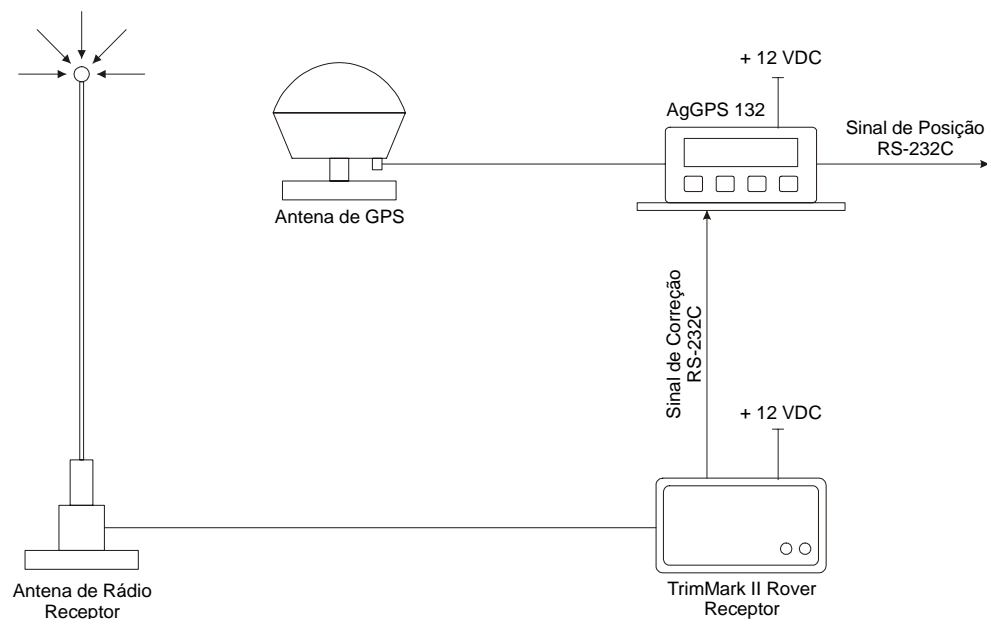 + 12 VDC
AgGPS 132
Sinal de Posição
RS-232C
Antena de GPS
Sinal de Correção
RS-232C
+ 12 VDC
Antena de Rádio
Receptor
TrimMark II Rover
Receptor